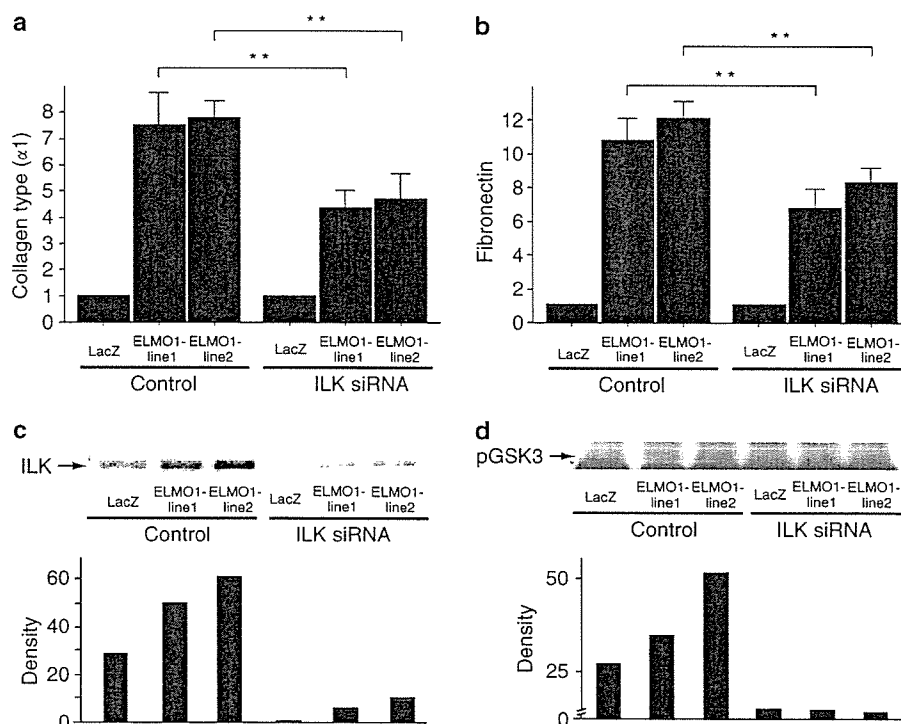 a
* *
* *
Collagen type (α1)
8
7
6
5
4
3
2
1
0
LacZ ELMO1-line1 ELMO1-line2 LacZ ELMO1-line1 ELMO1-line2
Control ILK siRNA
b
* *
* *
Fibronectin
12
10
8
6
4
2
0
LacZ ELMO1-line1 ELMO1-line2 LacZ ELMO1-line1 ELMO1-line2
Control ILK siRNA
c
ILK
LacZ ELMO1-line1 ELMO1-line2 ELMO1-line1 ELMO1-line2
LacZ
Control ILK siRNA
Density
60
40
20
0
d
pGSK3
LacZ ELMO1-line1 ELMO1-line2 LacZ ELMO1-line1 ELMO1-line2
Control ILK siRNA
Density
50
25
0